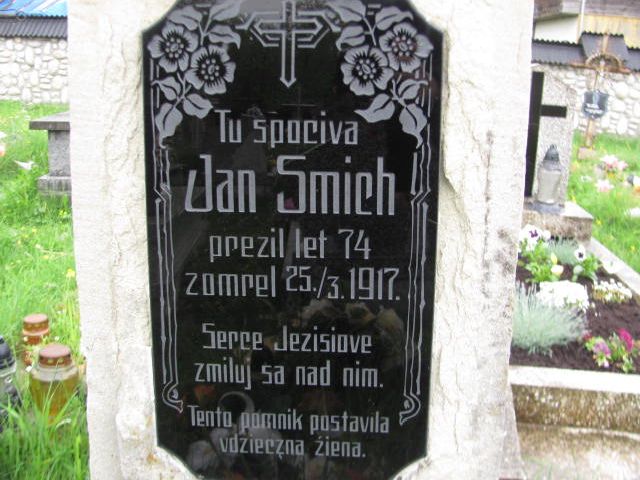 Tu spociva
Jan Smich
prezil let 74
zomrel 25./3. 1917.
Serce Jezisiove
zmiluj sa nad nim.
Tento pomnik postavila
vdzieczna źiena.